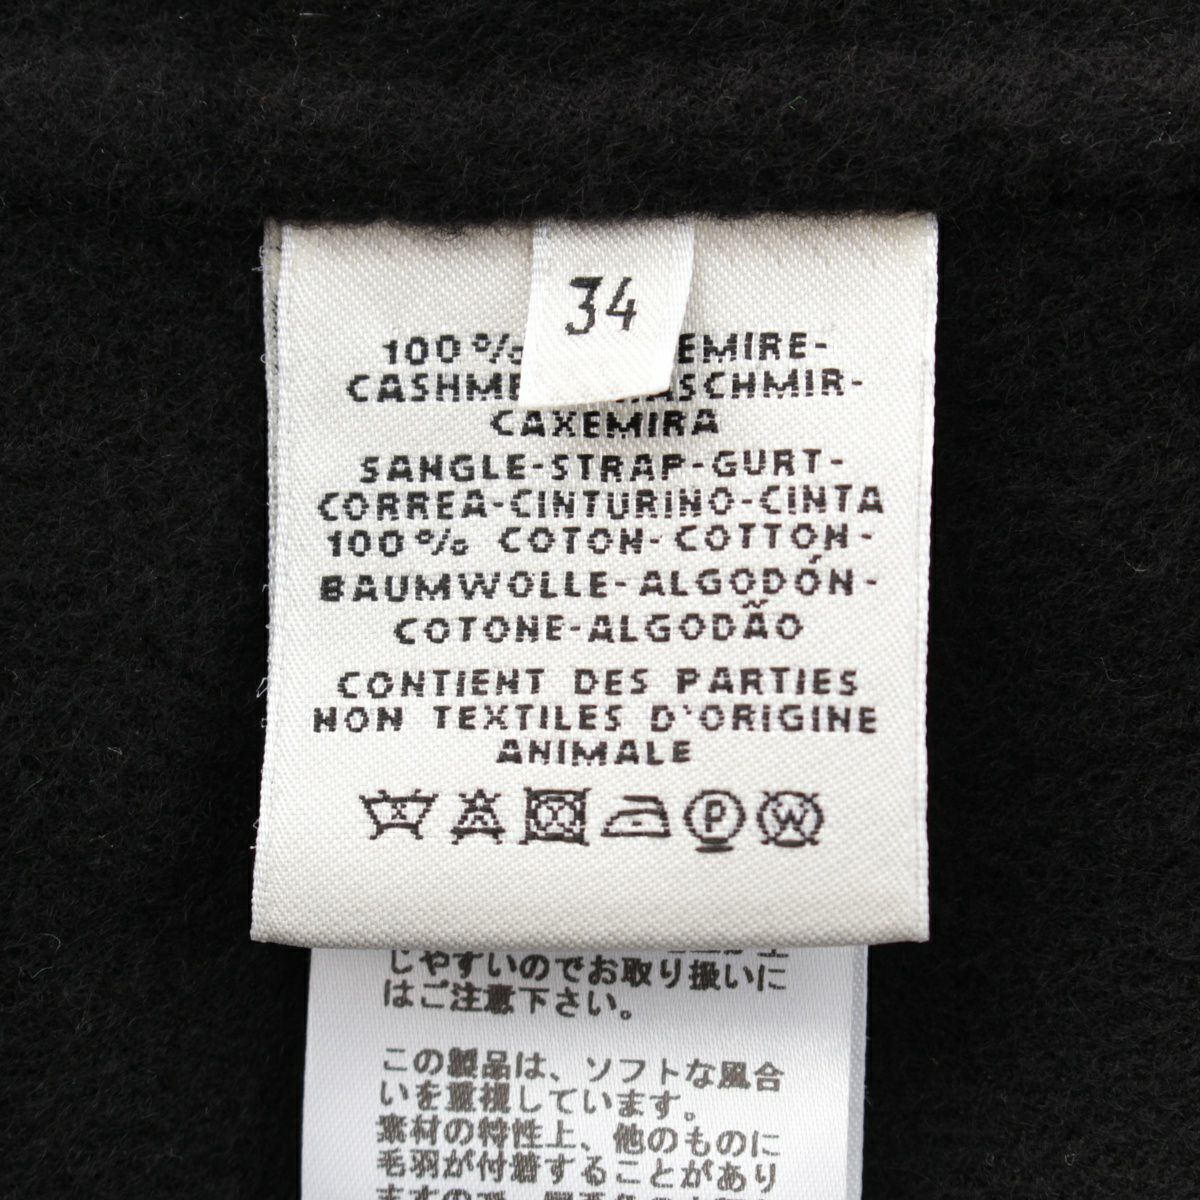 34
100%
CAXEMIRA
SANGLE-STRAP-GURT-
CORREA-CINTURINO-CINTA
100% COTON-COTTON-
BAUMWOLLE-ALGODÓN-
COTONE-ALGODÃO
CONTIENT DES PARTIES
NON TEXTILES D'ORIGINE
ANIMALE
P W
じやすいのでお取り扱いに
はご注意下さい。
この製品は、ソフトな風合
いを重視しています。
素材の特性上、他のものに
毛羽が付着することがあり